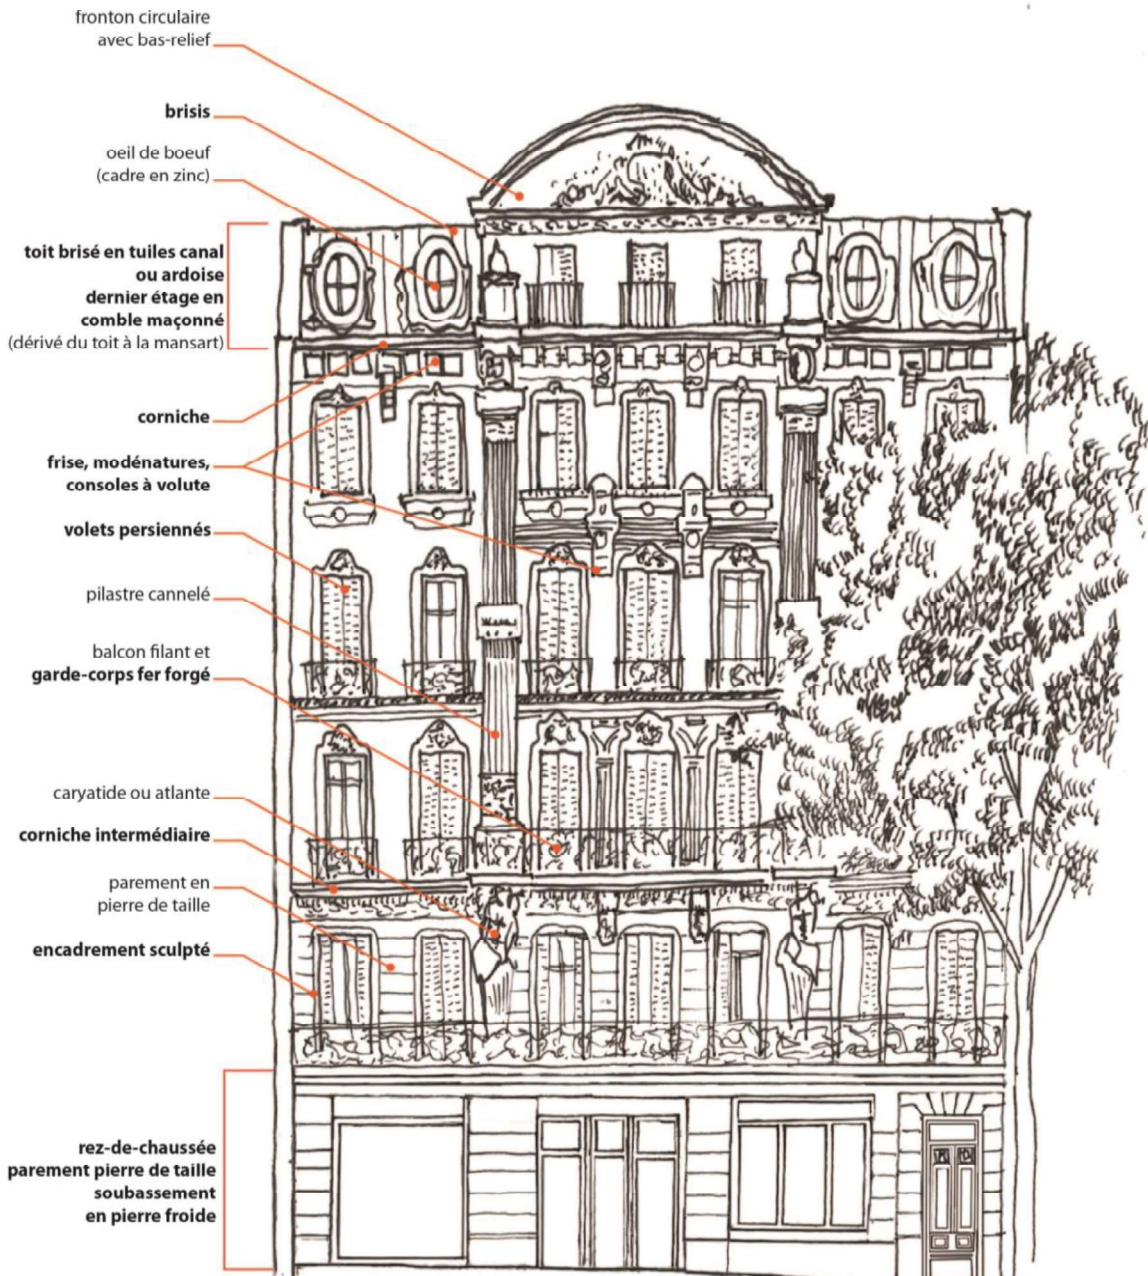 fronton circulaire
avec bas-relief
brisis
oeil de boeuf
(cadre en zinc)
toit brisé en tuiles canal
ou ardoise
dernier étage en
comble maçonné
(dérivé du toit à la mansart)
corniche
frise, modénatures,
consoles à volute
volets persiennés
pilastre cannelé
balcon filant et
garde-corps fer forgé
caryatide ou atlante
corniche intermédiaire
parement en
pierre de taille
encadrement sculpté
rez-de-chaussée
parement pierre de taille
soubassement
en pierre froide